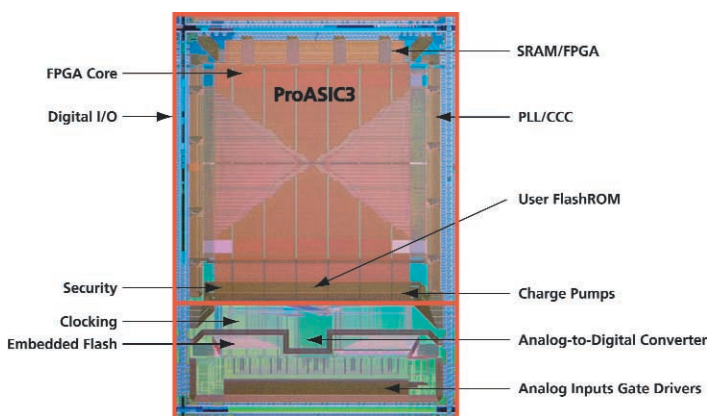 SRAM/FPGA
FPGA Core
ProASIC3
Digital I/O
PLL/CCC
User FlashROM
Security
Charge Pumps
Clocking
Analog-to-Digital Converter
Embedded Flash
Analog Inputs Gate Drivers